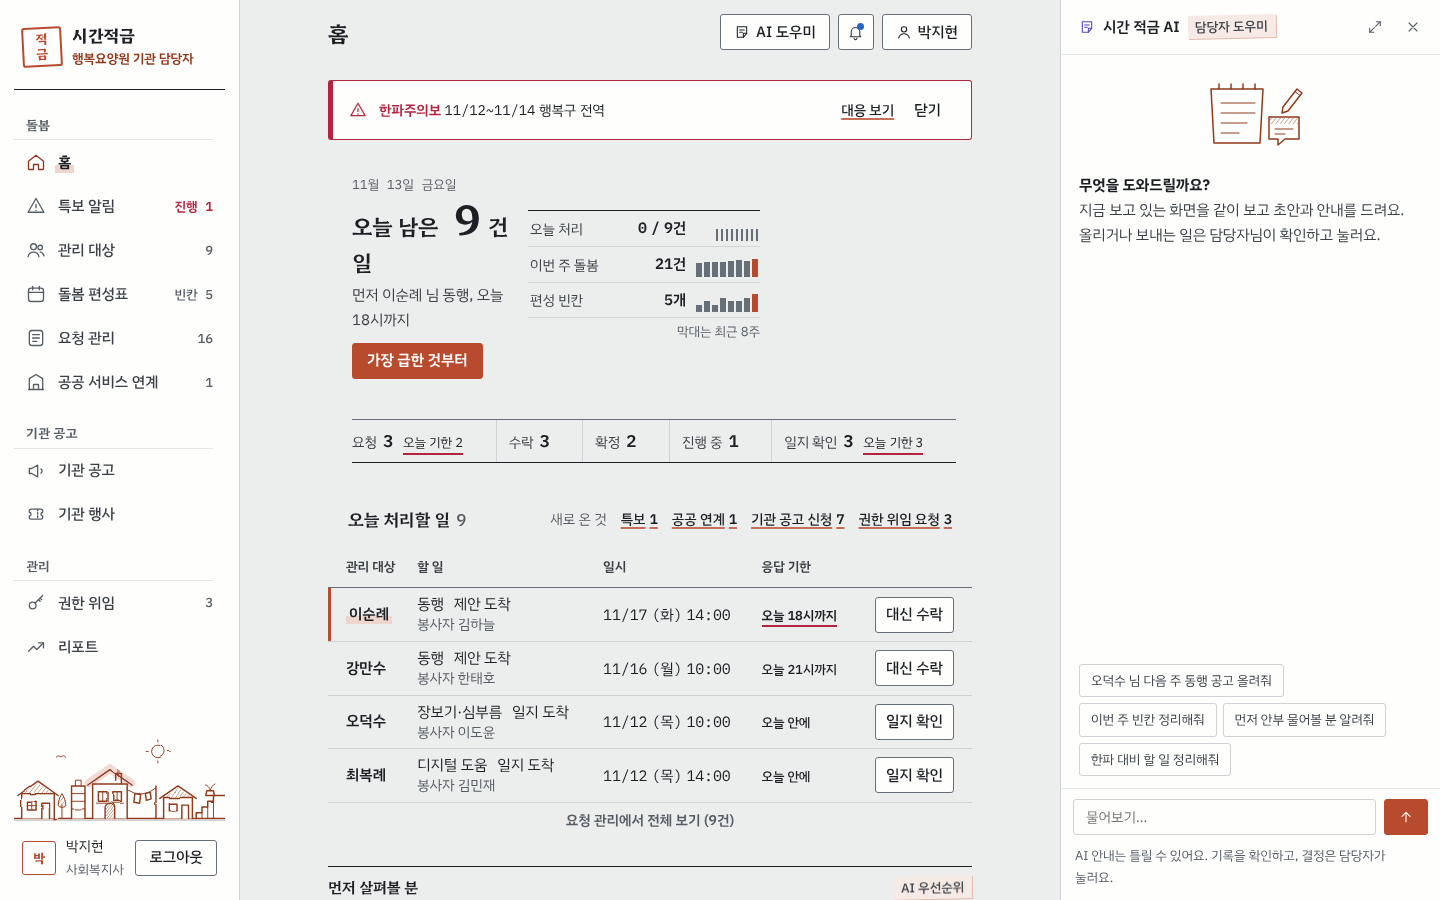 적금
시간적금
행복요양원 기관 담당자
돌봄
홈
특보 알림 진행 1
관리 대상 9
돌봄 편성표 빈칸 5
요청 관리 16
공공 서비스 연계 1
기관 공고
기관 공고
기관 행사
관리
권한 위임 3
리포트
박
박지현
사회복지사
로그아웃
홈
AI 도우미
박지현
한파주의보 11/12~11/14 행복구 전역
대응 보기
닫기
11월 13일 금요일
오늘 남은 9 건
일
먼저 이순례 님 동행, 오늘
18시까지
가장 급한 것부터
오늘 처리 0 / 9건
이번 주 돌봄 21건
편성 빈칸 5개
막대는 최근 8주
요청 3 오늘 기한 2
수락 3
확정 2
진행 중 1
일지 확인 3 오늘 기한 3
오늘 처리할 일 9
새로 온 것 특보 1 공공 연계 1 기관 공고 신청 7 권한 위임 요청 3
관리 대상 할 일 일시 응답 기한
이순례 동행 제안 도착 11/17 (화) 14:00 오늘 18시까지 대신 수락
봉사자 김하늘
강만수 동행 제안 도착 11/16 (월) 10:00 오늘 21시까지 대신 수락
봉사자 한태호
오덕수 장보기·심부름 일지 도착 11/12 (목) 10:00 오늘 안에 일지 확인
봉사자 이도윤
최복례 디지털 도움 일지 도착 11/12 (목) 14:00 오늘 안에 일지 확인
봉사자 김민재
요청 관리에서 전체 보기 (9건)
먼저 살펴볼 분
AI 우선순위
시간 적금 AI 담당자 도우미
무엇을 도와드릴까요?
지금 보고 있는 화면을 같이 보고 초안과 안내를 드려요.
올리거나 보내는 일은 담당자님이 확인하고 눌러요.
오덕수 님 다음 주 동행 공고 올려줘
이번 주 빈칸 정리해줘
먼저 안부 물어볼 분 알려줘
한파 대비 할 일 정리해줘
물어보기...
AI 안내는 틀릴 수 있어요. 기록을 확인하고, 결정은 담당자가
눌러요.